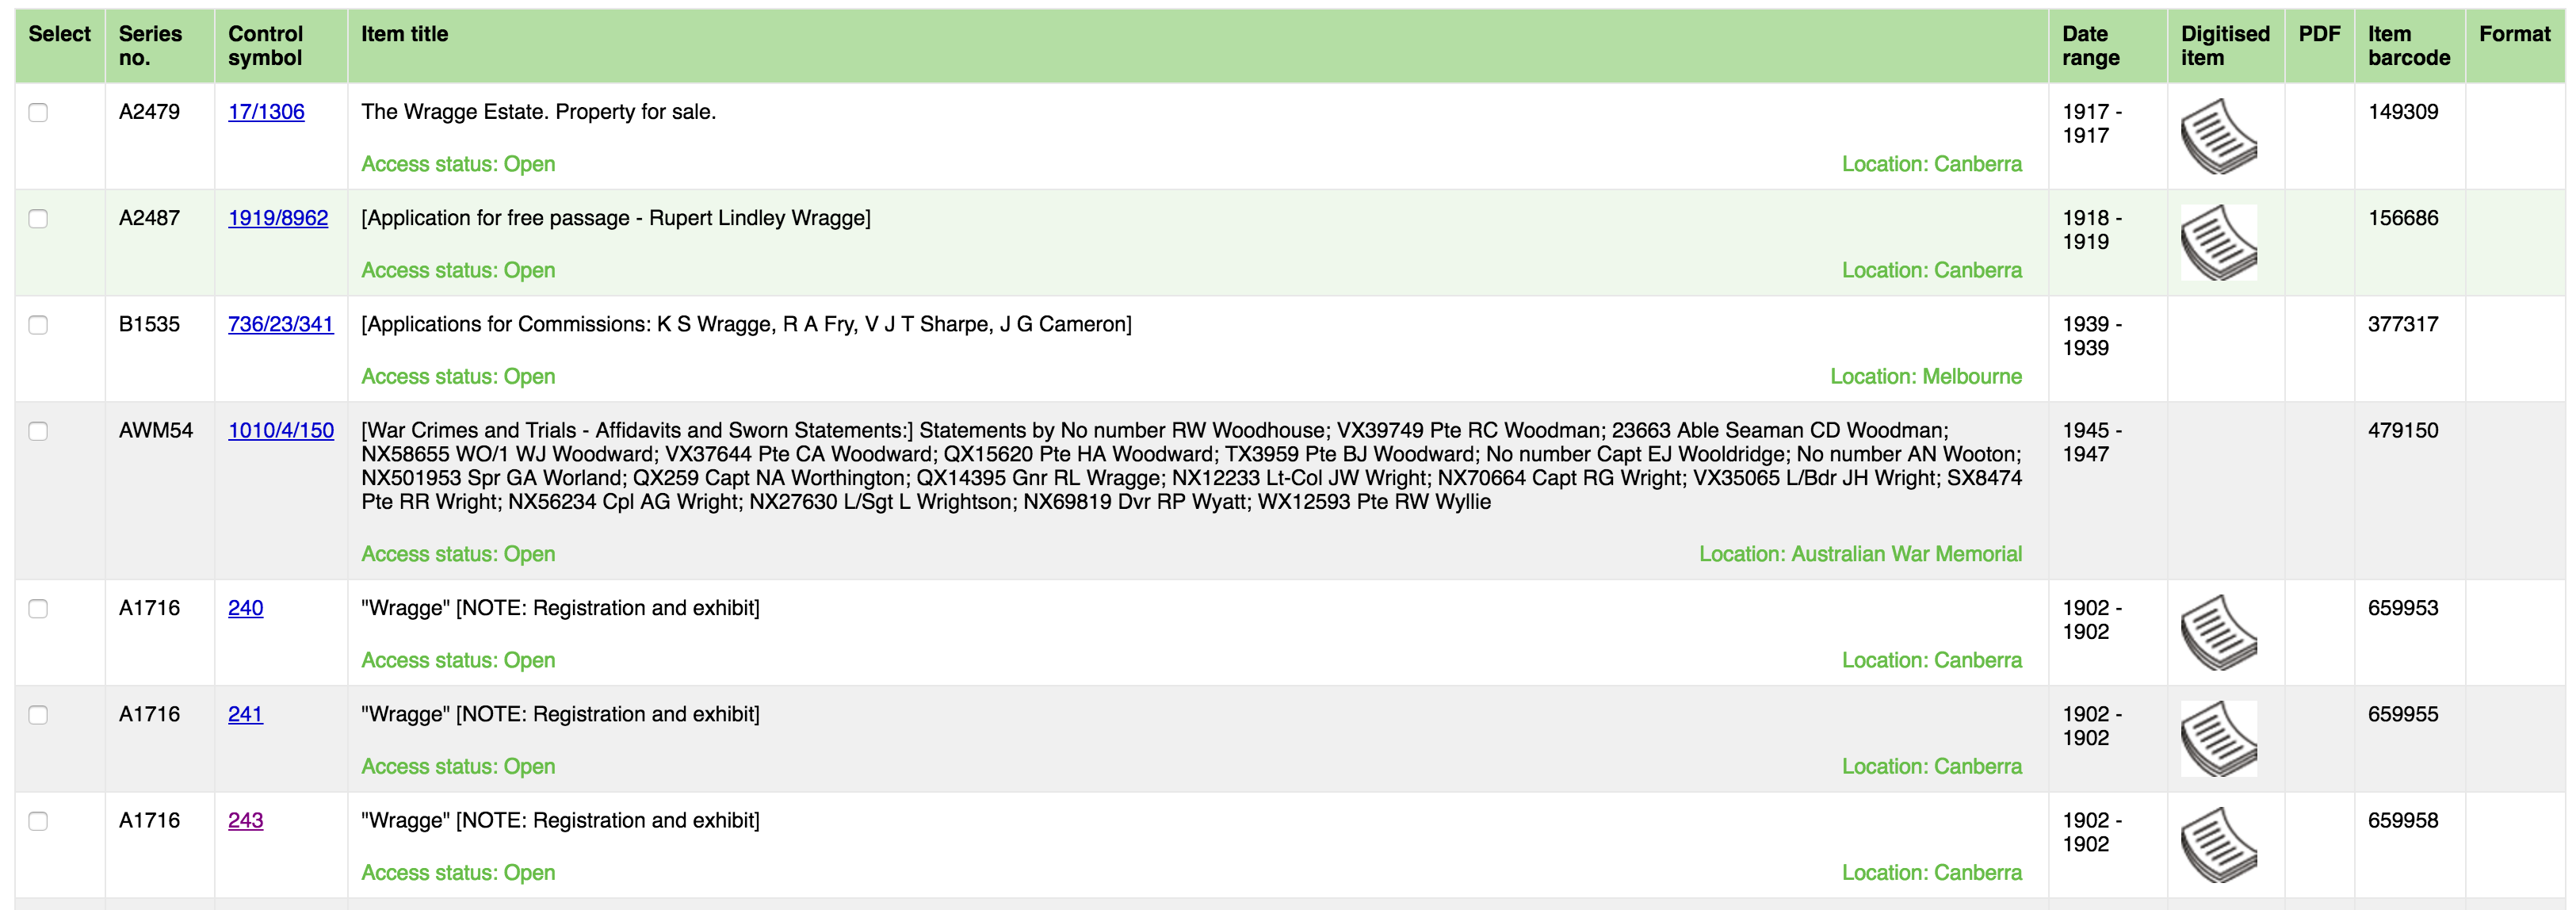 Select Series no. Control symbol Item title Date range Digitised item PDF Item barcode Format
A2479 17/1306 The Wragge Estate. Property for sale. 1917 - 1917 149309
Access status: Open Location: Canberra
A2487 1919/8962 [Application for free passage - Rupert Lindley Wragge] 1918 - 1919 156686
Access status: Open Location: Canberra
B1535 736/23/341 [Applications for Commissions: K S Wragge, R A Fry, V J T Sharpe, J G Cameron] 1939 - 1939 377317
Access status: Open Location: Melbourne
AWM54 1010/4/150 [War Crimes and Trials - Affidavits and Sworn Statements:] Statements by No number RW Woodhouse; VX39749 Pte RC Woodman; 23663 Able Seaman CD Woodman; 1945 - 1947 479150
NX58655 WO/1 WJ Woodward; VX37644 Pte CA Woodward; QX15620 Pte HA Woodward; TX3959 Pte BJ Woodward; No number Capt EJ Wooldridge; No number AN Wooton;
NX501953 Spr GA Worland; QX259 Capt NA Worthington; QX14395 Gnr RL Wragge; NX12233 Lt-Col JW Wright; NX70664 Capt RG Wright; VX35065 L/Bdr JH Wright; SX8474
Pte RR Wright; NX56234 Cpl AG Wright; NX27630 L/Sgt L Wrightson; NX69819 Dvr RP Wyatt; WX12593 Pte RW Wyllie
Access status: Open Location: Australian War Memorial
A1716 240 "Wragge" [NOTE: Registration and exhibit] 1902 - 1902 659953
Access status: Open Location: Canberra
A1716 241 "Wragge" [NOTE: Registration and exhibit] 1902 - 1902 659955
Access status: Open Location: Canberra
A1716 243 "Wragge" [NOTE: Registration and exhibit] 1902 - 1902 659958
Access status: Open Location: Canberra